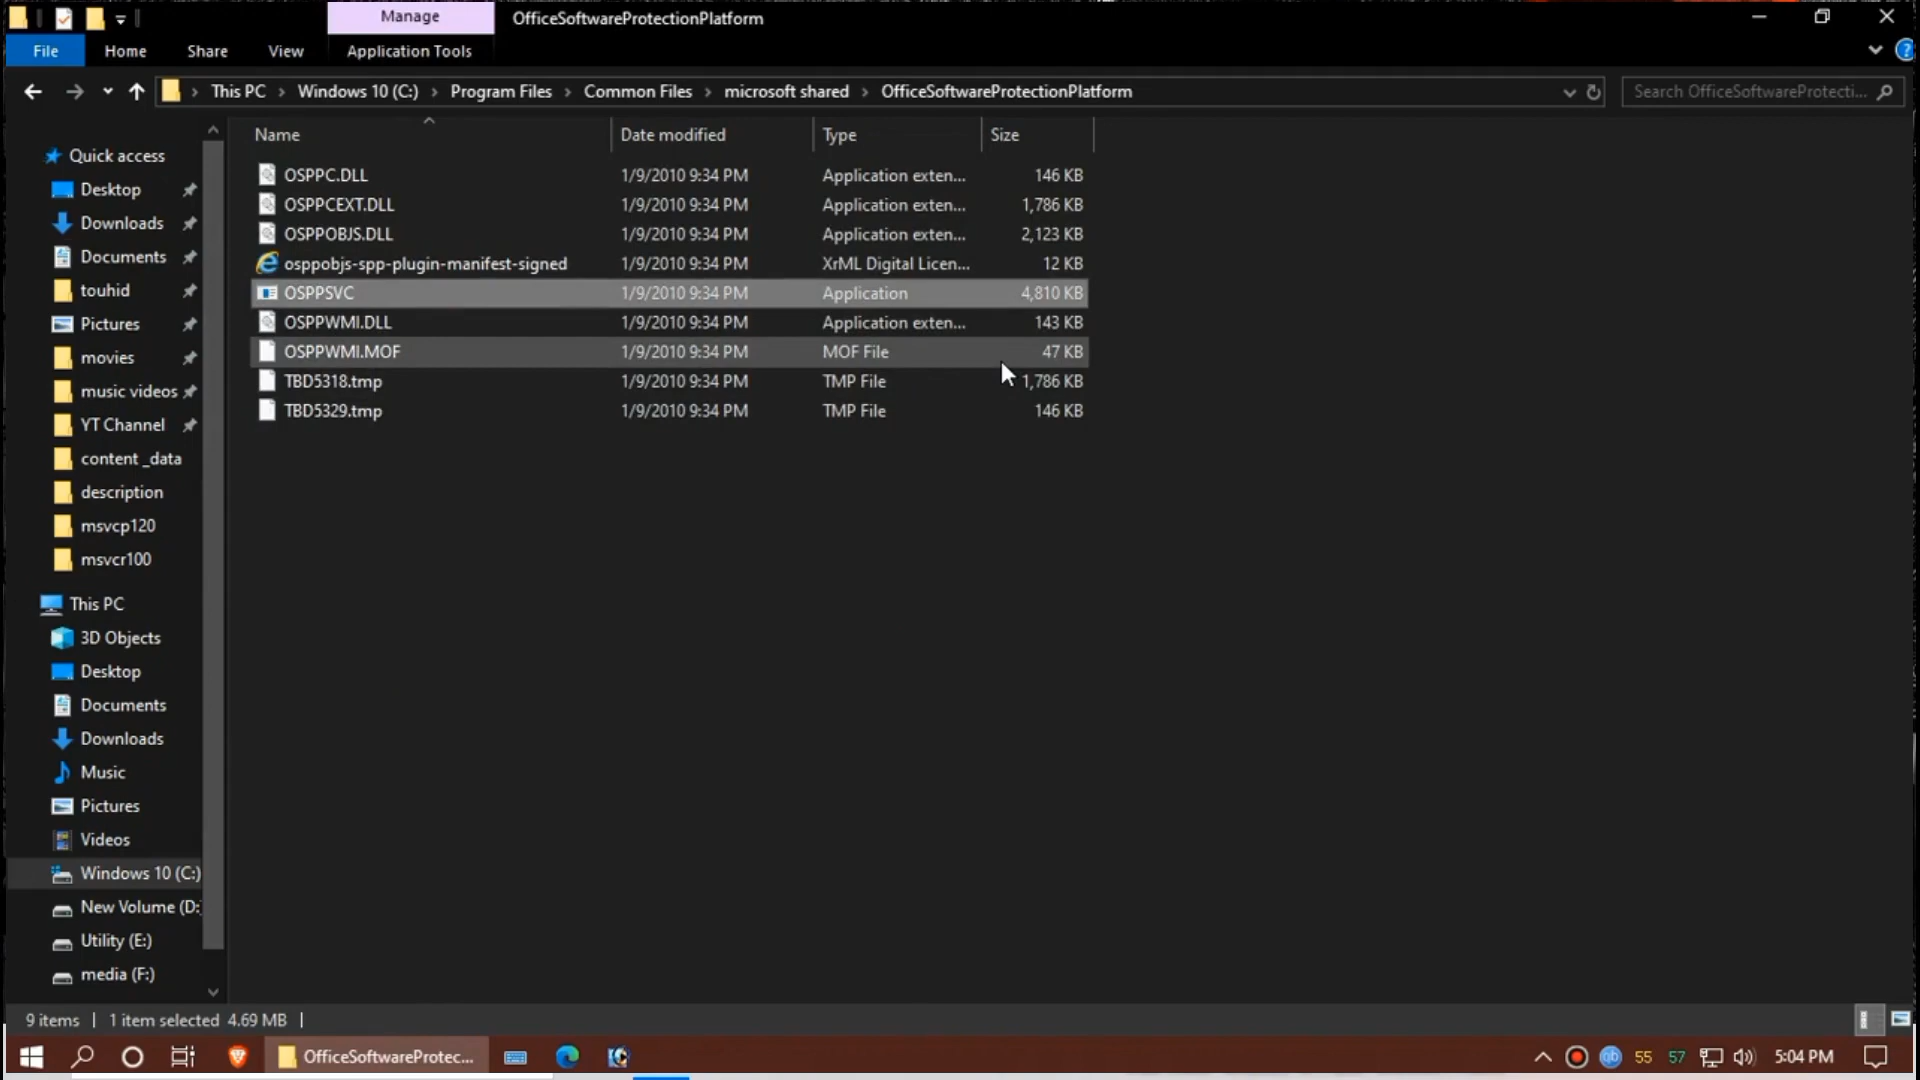 Manage
OfficeSoftwareProtectionPlatform
File Home Share View Application Tools
This PC Windows 10 (C:) Program Files Common Files microsoft shared OfficeSoftwareProtectionPlatform
Search OfficeSoftwareProtecti...
Name Date modified Type Size
OSPPC.DLL 1/9/2010 9:34 PM Application exten... 146 KB
OSPPCEXT.DLL 1/9/2010 9:34 PM Application exten... 1,786 KB
OSPPOBJS.DLL 1/9/2010 9:34 PM Application exten... 2,123 KB
osppobjs-spp-plugin-manifest-signed 1/9/2010 9:34 PM XrML Digital Licen... 12 KB
OSPPSVC 1/9/2010 9:34 PM Application 4,810 KB
OSPPWMI.DLL 1/9/2010 9:34 PM Application exten... 143 KB
OSPPWMI.MOF 1/9/2010 9:34 PM MOF File 47 KB
TBD5318.tmp 1/9/2010 9:34 PM TMP File 1,786 KB
TBD5329.tmp 1/9/2010 9:34 PM TMP File 146 KB
Quick access
Desktop
Downloads
Documents
touhid
Pictures
movies
music videos
YT Channel
content _data
description
msvcp120
msvcr100
This PC
3D Objects
Desktop
Documents
Downloads
Music
Pictures
Videos
Windows 10 (C:)
New Volume (D:
Utility (E:)
media (F:)
9 items 1 item selected 4.69 MB
OfficeSoftwareProtec...
qb 55 57 5:04 PM